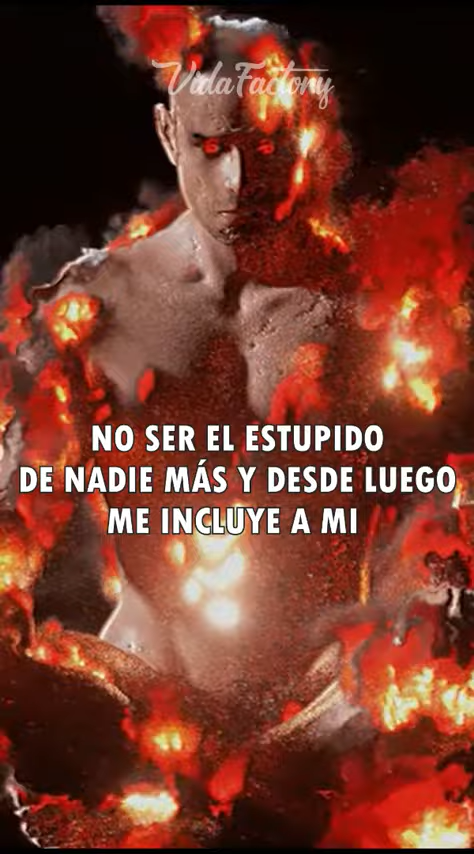 VidaFactory
NO SER EL ESTUPIDO
DE NADIE MÁS Y DESDE LUEGO
ME INCLUYE A MI